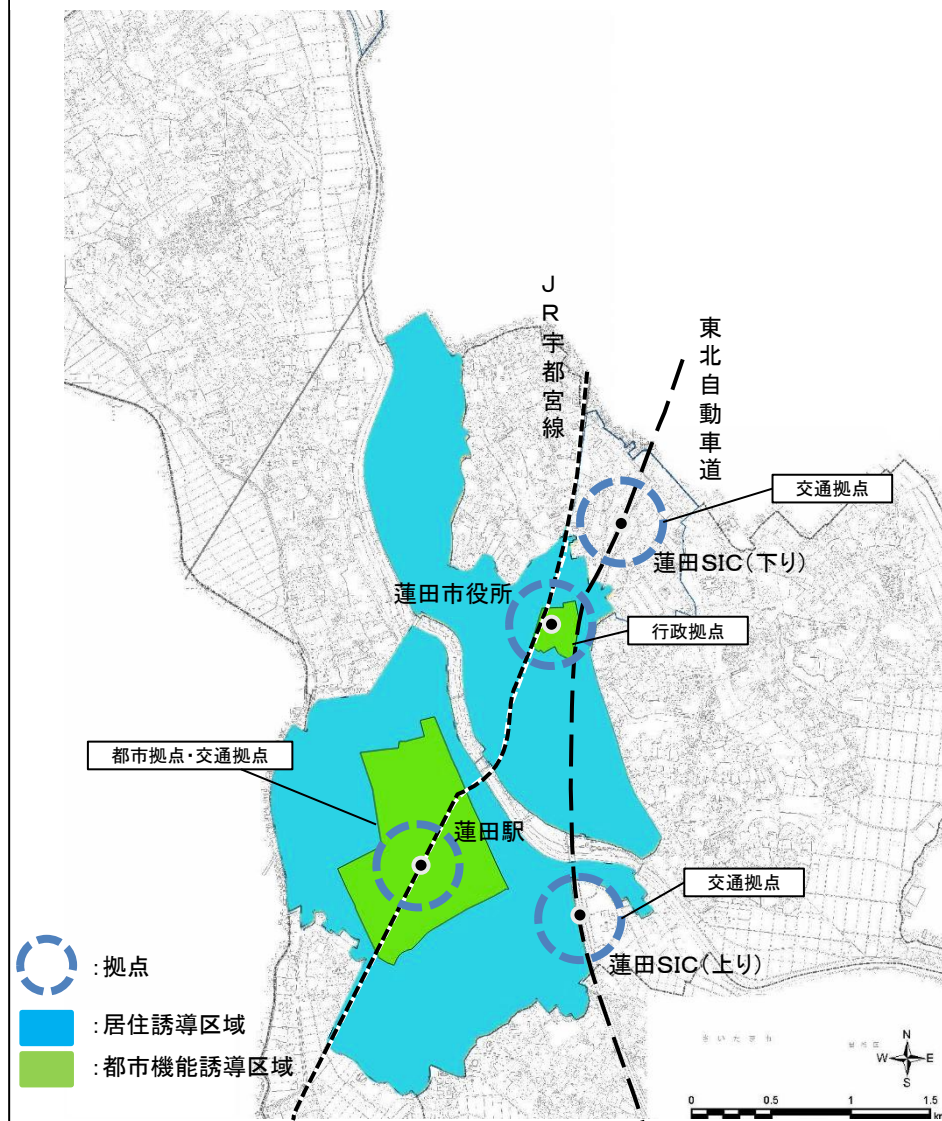 JR宇都宮線
東北自動車道
交通拠点
蓮田SIC(下り)
蓮田市役所
行政拠点
都市拠点・交通拠点
蓮田駅
交通拠点
蓮田SIC(上り)
:拠点
:居住誘導区域
:都市機能誘導区域
N
W E
S
0 0.5 1 1.5
km